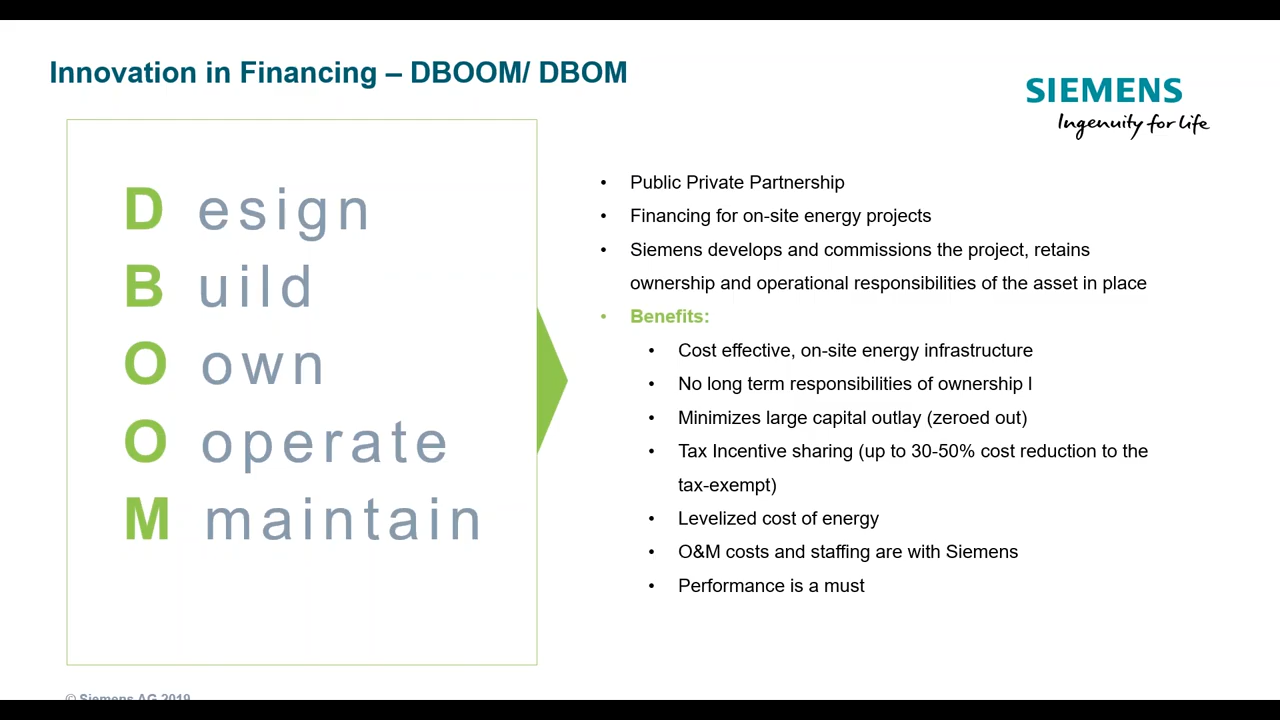 Innovation in Financing – DBOOM/ DBOM
SIEMENS
Ingenuity for life
D esign
B uild
O own
O operate
M maintain
• Public Private Partnership
• Financing for on-site energy projects
• Siemens develops and commissions the project, retains
ownership and operational responsibilities of the asset in place
• Benefits:
• Cost effective, on-site energy infrastructure
• No long term responsibilities of ownership l
• Minimizes large capital outlay (zeroed out)
• Tax Incentive sharing (up to 30-50% cost reduction to the
tax-exempt)
• Levelized cost of energy
• O&M costs and staffing are with Siemens
• Performance is a must
© Siemens AG 2019